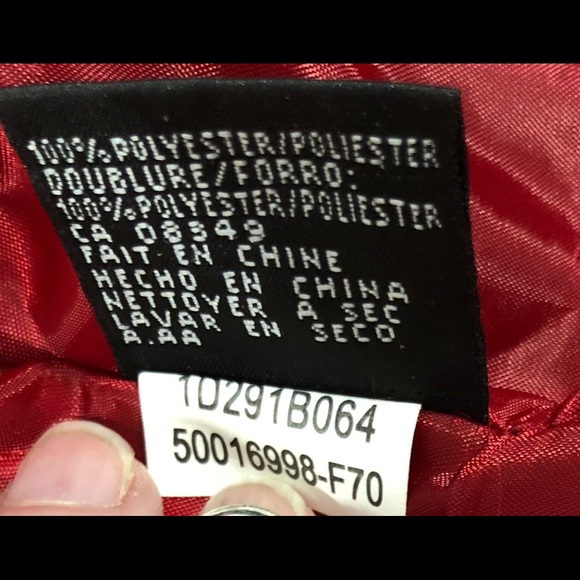 100%POLYESTER/POLIESTER
DOUBLURE/FORRO:
100%POLYESTER/POLIESTER
CA 08349
FAIT EN CHINE
HECHO EN CHINA
NETTOYER A SEC
LAVAR EN SECO
A.AA
1D291B064
50016998-F70